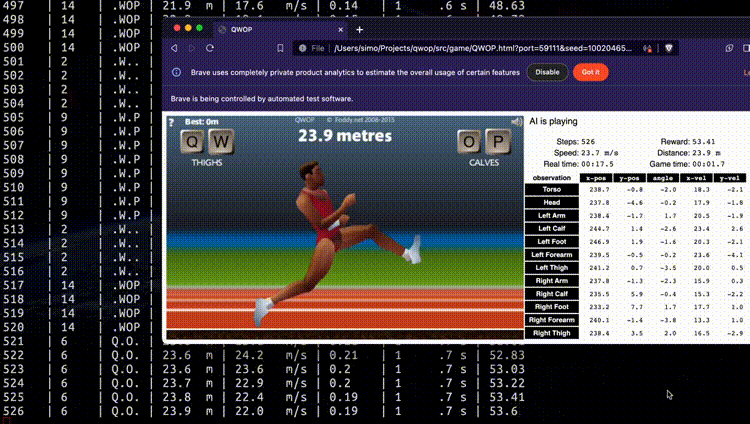 497 | 14 | .WOP | 21.9 m | 17.6 m/s | 0.14 | 1 .6 s | 48.63
498 | 14 | .WOP
499 | 14 | .WOP
500 | 14 | .WOP
501 | 2 | .W.. |
502 | 2 | .W.. |
503 | 2 | .W.. |
504 | 2 | .W.. |
505 | 9 | .W.P |
506 | 9 | .W.P |
507 | 9 | .W.P |
508 | 9 | .W.P |
509 | 9 | .W.P |
510 | 9 | .W.P |
511 | 9 | .W.P |
512 | 9 | .W.P |
513 | 2 | .W.. |
514 | 2 | .W.. |
515 | 2 | .W.. |
516 | 2 | .W.. |
517 | 14 | .WOP |
518 | 14 | .WOP |
519 | 14 | .WOP |
520 | 14 | .WOP |
521 | 6 | Q.O. |
522 | 6 | Q.O. | 23.6 m | 24.2 m/s | 0.21 | 1 .7 s | 52.83
523 | 6 | Q.O. | 23.6 m | 23.6 m/s | 0.2 | 1 .7 s | 53.03
524 | 6 | Q.O. | 23.7 m | 22.9 m/s | 0.2 | 1 .7 s | 53.22
525 | 6 | Q.O. | 23.8 m | 22.4 m/s | 0.19 | 1 .7 s | 53.41
526 | 6 | Q.O. | 23.9 m | 22.0 m/s | 0.19 | 1 .7 s | 53.6
QWOP
File /Users/simo/Projects/qwop/src/game/QWOP.html?port=59111&seed=10020465...
Brave uses completely private product analytics to estimate the overall usage of certain features Disable Got it
Brave is being controlled by automated test software.
? Best: 0m QWOP © Foddy.net 2008-2015
23.9 metres
Q W O P
THIGHS CALVES
AI is playing
Steps: 526 Reward: 53.41
Speed: 23.7 m/s Distance: 23.9 m
Real time: 00:17.5 Game time: 00:01.7
observation x-pos y-pos angle x-vel y-vel
Torso 238.7 -0.8 -2.0 18.3 -2.1
Head 237.8 -4.6 -0.2 17.9 -1.8
Left Arm 238.4 -1.7 1.7 20.5 -1.9
Left Calf 244.7 1.4 -2.6 23.4 2.6
Left Foot 246.9 1.9 -1.6 20.3 -2.1
Left Forearm 239.5 -0.5 -0.2 23.6 -4.1
Left Thigh 241.2 0.7 -3.5 20.0 0.5
Right Arm 237.8 -1.3 -2.3 15.9 0.3
Right Calf 235.5 5.9 -0.4 15.3 -2.2
Right Foot 233.2 7.7 1.7 17.7 1.0
Right Forearm 240.1 -1.4 -3.8 13.3 1.0
Right Thigh 238.4 3.5 2.0 16.5 -2.9